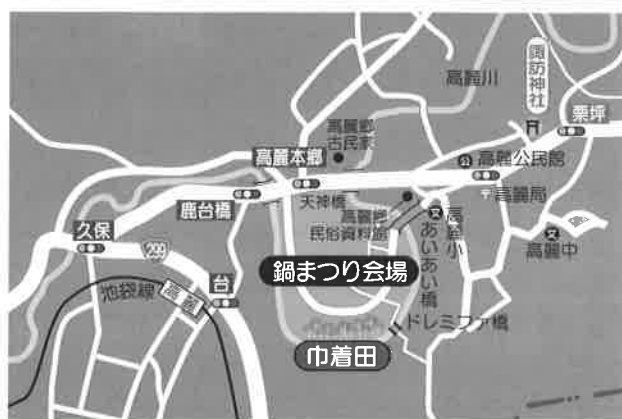 高麗川
諏訪神社
栗坪
高麗郷
古民家
高麗本郷
公
高麗公民館
天神橋
鹿台橋
高麗局
高麗郷
民俗資料館
文
高麗小
あいあい橋
文
高麗中
久保
299
台
鍋まつり会場
池袋線
高麗
ドレミファ橋
巾着田